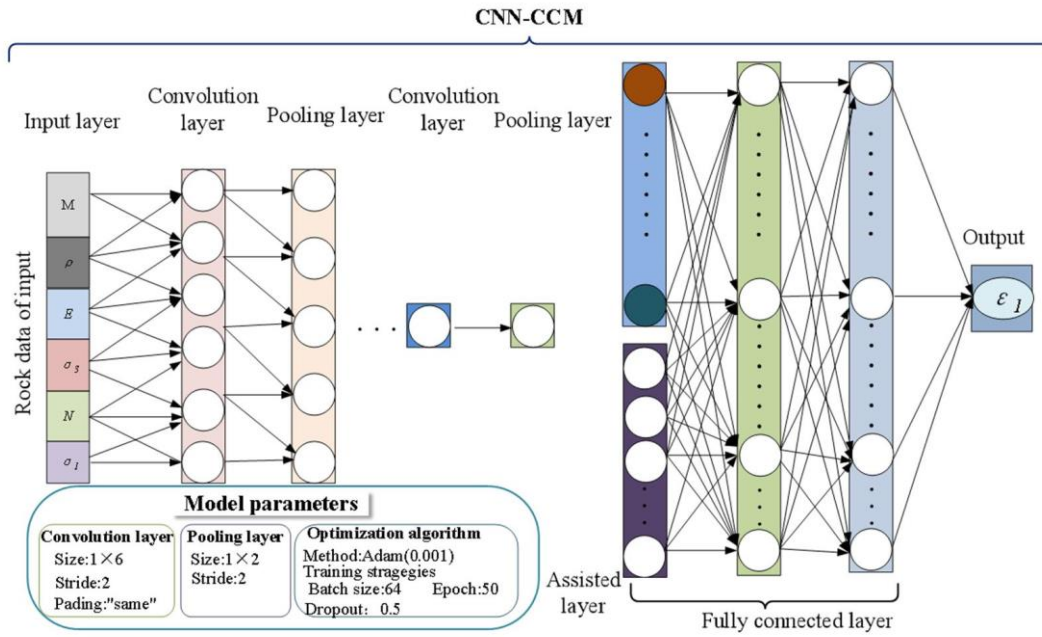 CNN-CCM
Input layer
Convolution
layer
Pooling layer
Convolution
layer
Pooling layer
Rock data of input
M
ρ
E
σ3
N
σ1
. . .
Output
ε1
Assisted
layer
Fully connected layer
Model parameters
Convolution layer
Size:1×6
Stride:2
Pading:"same"
Pooling layer
Size:1×2
Stride:2
Optimization algorithm
Method:Adam(0.001)
Training stragegies
Batch size:64 Epoch:50
Dropout: 0.5